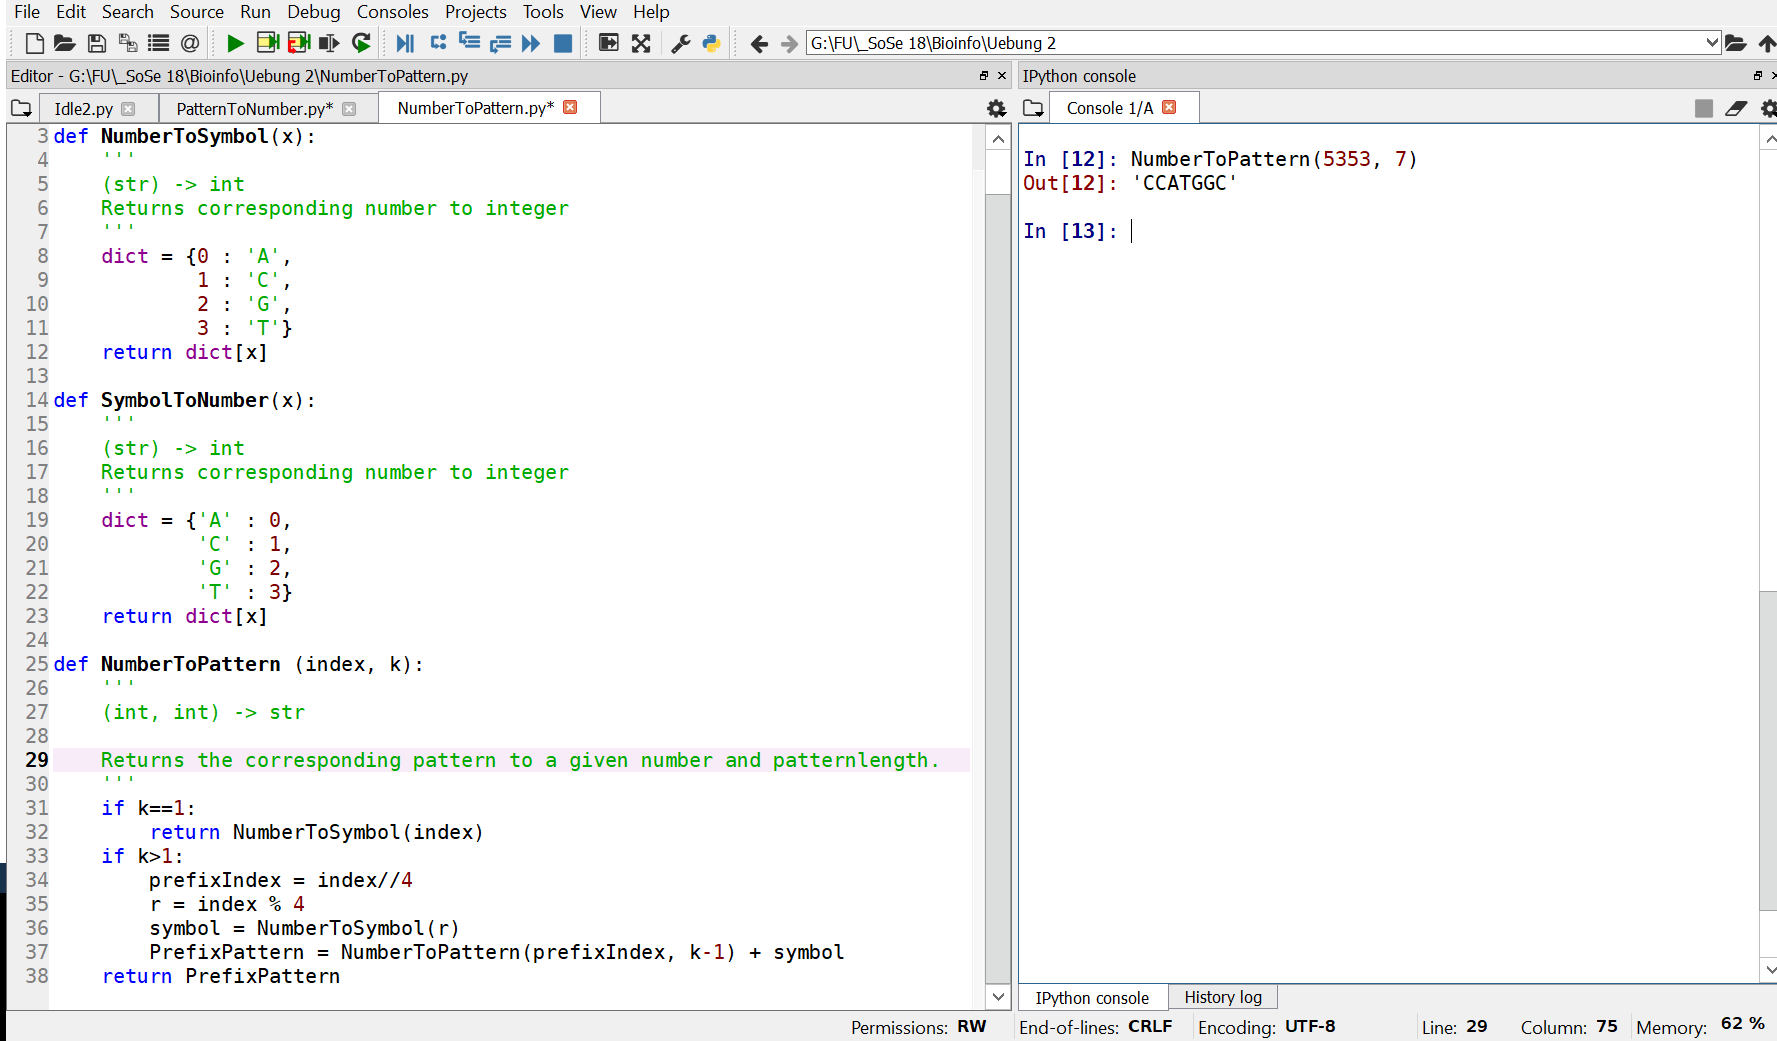 File Edit Search Source Run Debug Consoles Projects Tools View Help
G:\FU\_SoSe 18\Bioinfo\Uebung 2
Editor - G:\FU\_SoSe 18\Bioinfo\Uebung 2\NumberToPattern.py
Idle2.py PatternToNumber.py* NumberToPattern.py*
3 def NumberToSymbol(x):
4     '''
5     (str) -> int
6     Returns corresponding number to integer
7     '''
8     dict = {0 : 'A',
9             1 : 'C',
10             2 : 'G',
11             3 : 'T'}
12     return dict[x]
13
14 def SymbolToNumber(x):
15     '''
16     (str) -> int
17     Returns corresponding number to integer
18     '''
19     dict = {'A' : 0,
20             'C' : 1,
21             'G' : 2,
22             'T' : 3}
23     return dict[x]
24
25 def NumberToPattern (index, k):
26     '''
27     (int, int) -> str
28
29     Returns the corresponding pattern to a given number and patternlength.
30     '''
31     if k==1:
32         return NumberToSymbol(index)
33     if k>1:
34         prefixIndex = index//4
35         r = index % 4
36         symbol = NumberToSymbol(r)
37         PrefixPattern = NumberToPattern(prefixIndex, k-1) + symbol
38     return PrefixPattern
IPython console
Console 1/A
In [12]: NumberToPattern(5353, 7)
Out[12]: 'CCATGGC'
In [13]:
IPython console History log
Permissions: RW End-of-lines: CRLF Encoding: UTF-8 Line: 29 Column: 75 Memory: 62 %